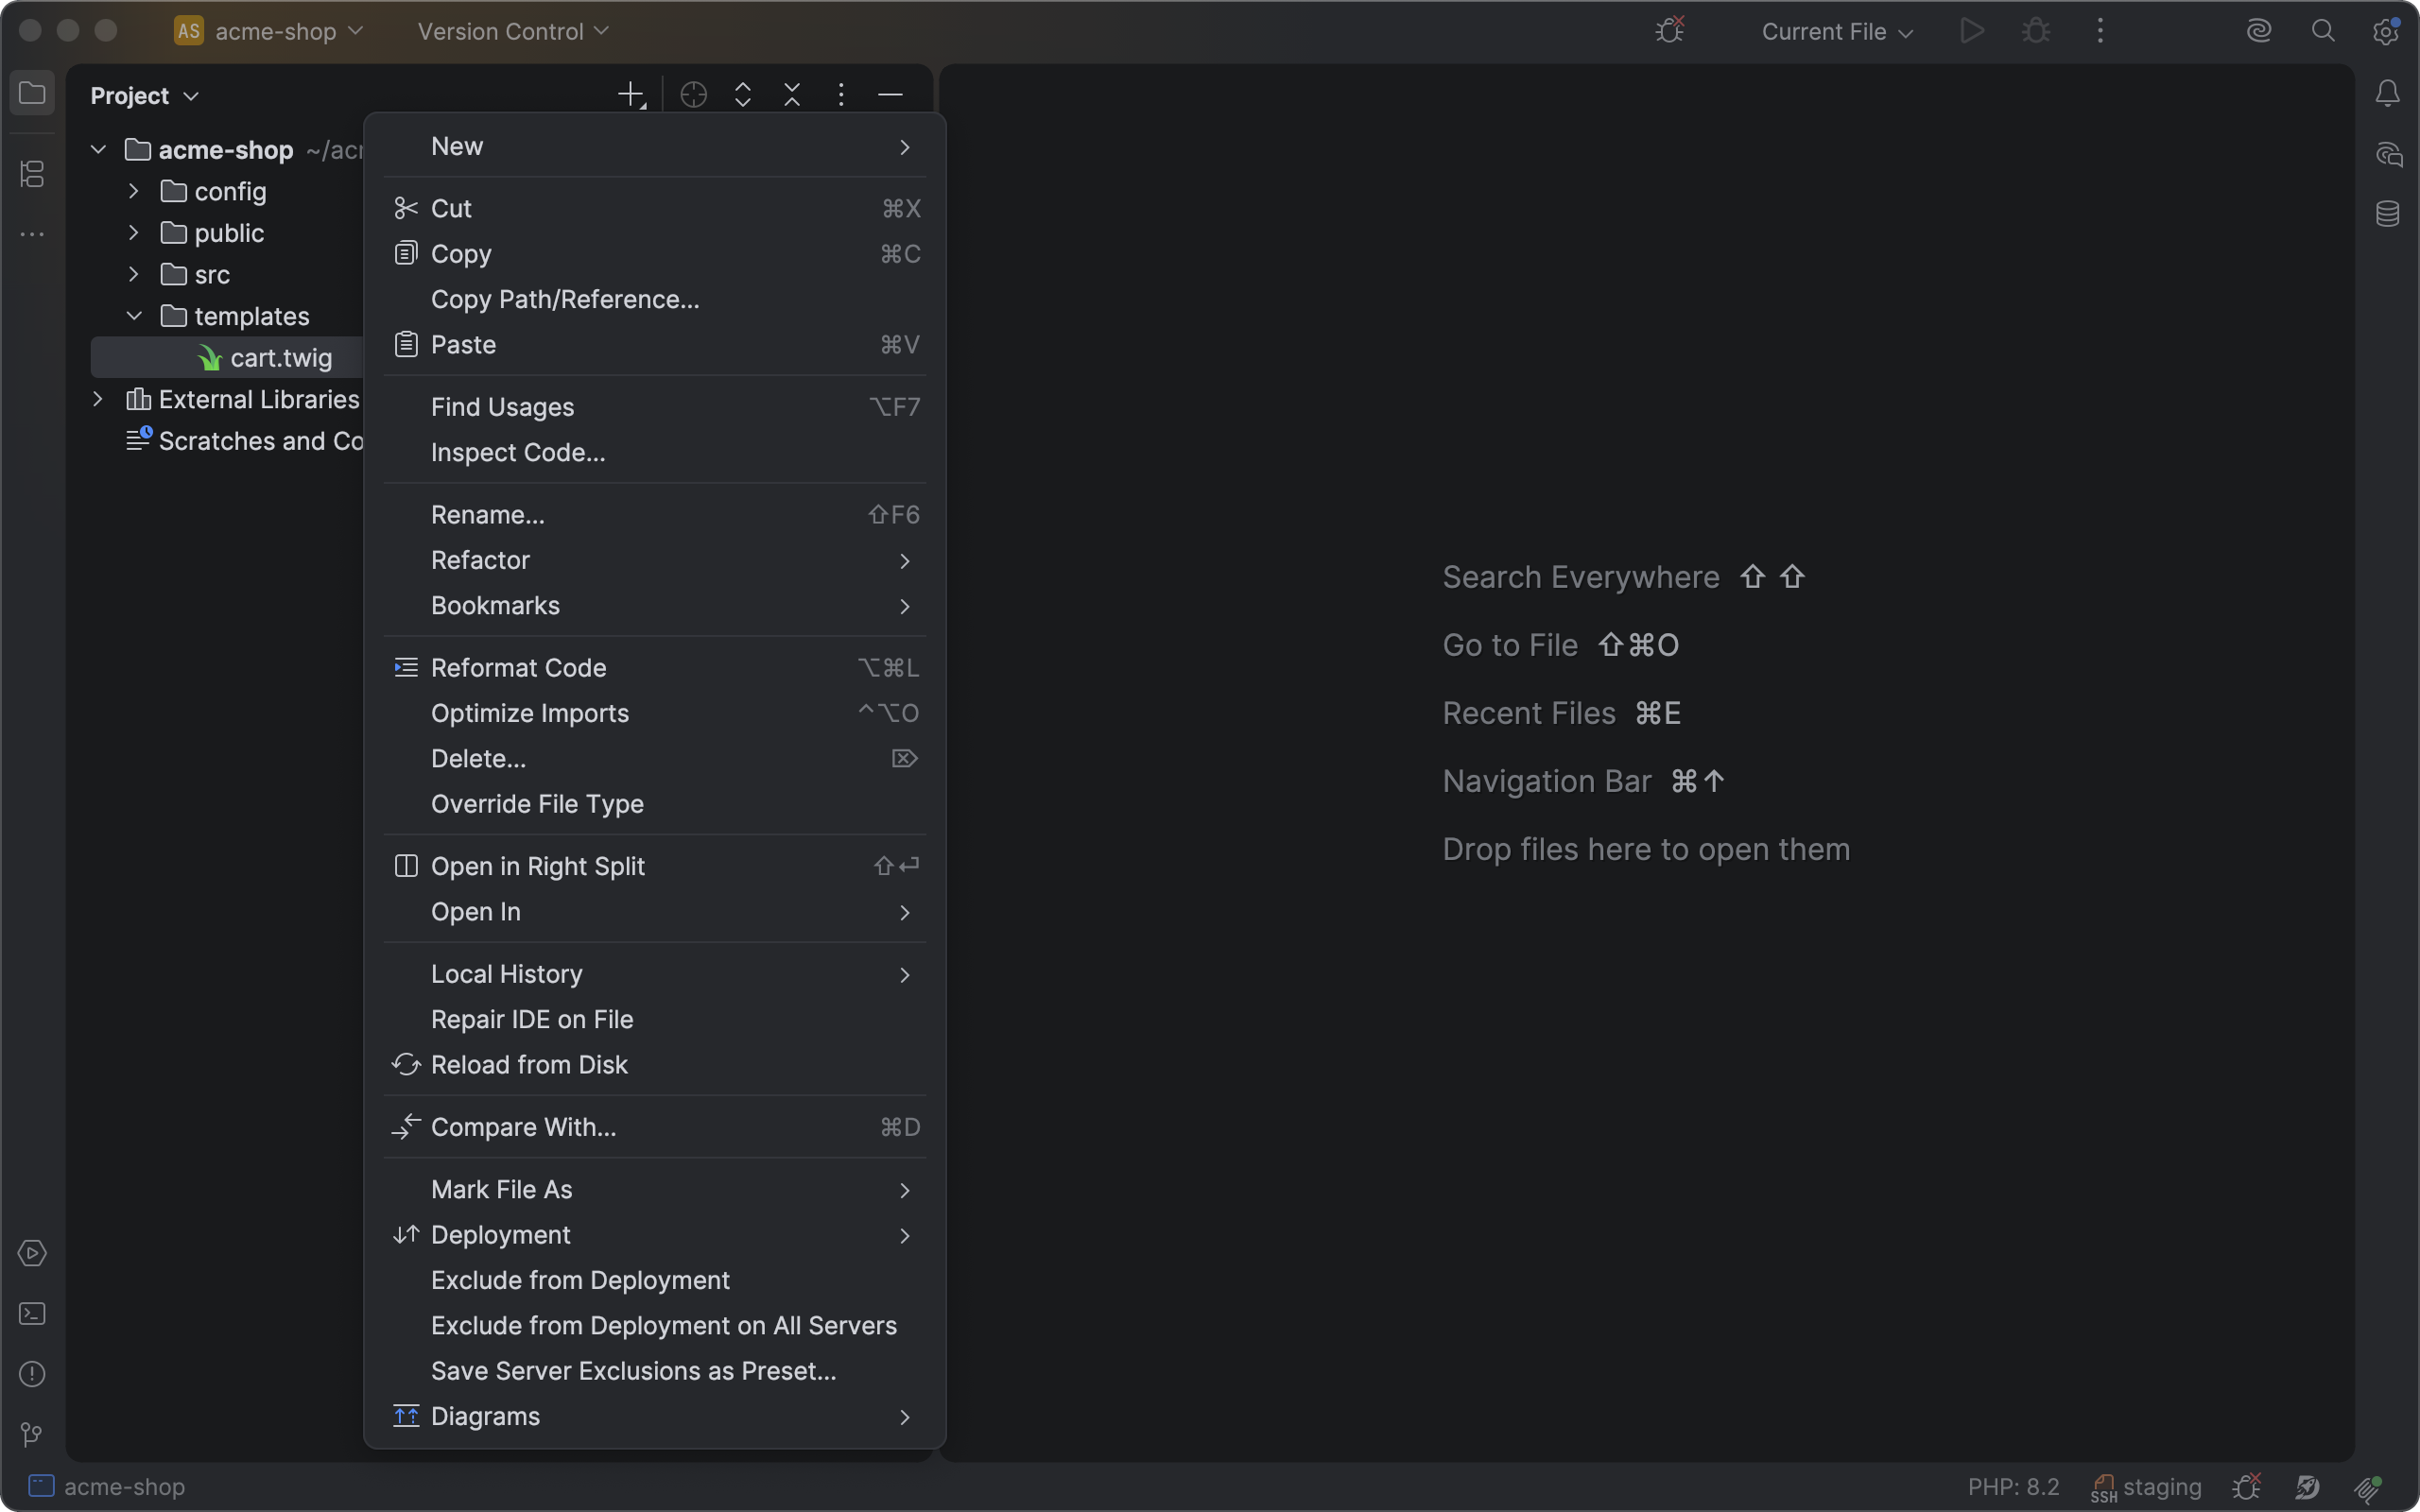 AS acme-shop Version Control Current File
Project
acme-shop ~/acr
config
public
src
templates
cart.twig
External Libraries
Scratches and Co
New
Cut ⌘X
Copy ⌘C
Copy Path/Reference...
Paste ⌘V
Find Usages ⌥F7
Inspect Code...
Rename... ⇧F6
Refactor
Bookmarks
Reformat Code ⌥⌘L
Optimize Imports ^⌥O
Delete... ⌦
Override File Type
Open in Right Split ⇧⏎
Open In
Local History
Repair IDE on File
Reload from Disk
Compare With... ⌘D
Mark File As
Deployment
Exclude from Deployment
Exclude from Deployment on All Servers
Save Server Exclusions as Preset...
Diagrams
Search Everywhere ⇧ ⇧
Go to File ⇧⌘O
Recent Files ⌘E
Navigation Bar ⌘↑
Drop files here to open them
acme-shop PHP: 8.2 SSH staging